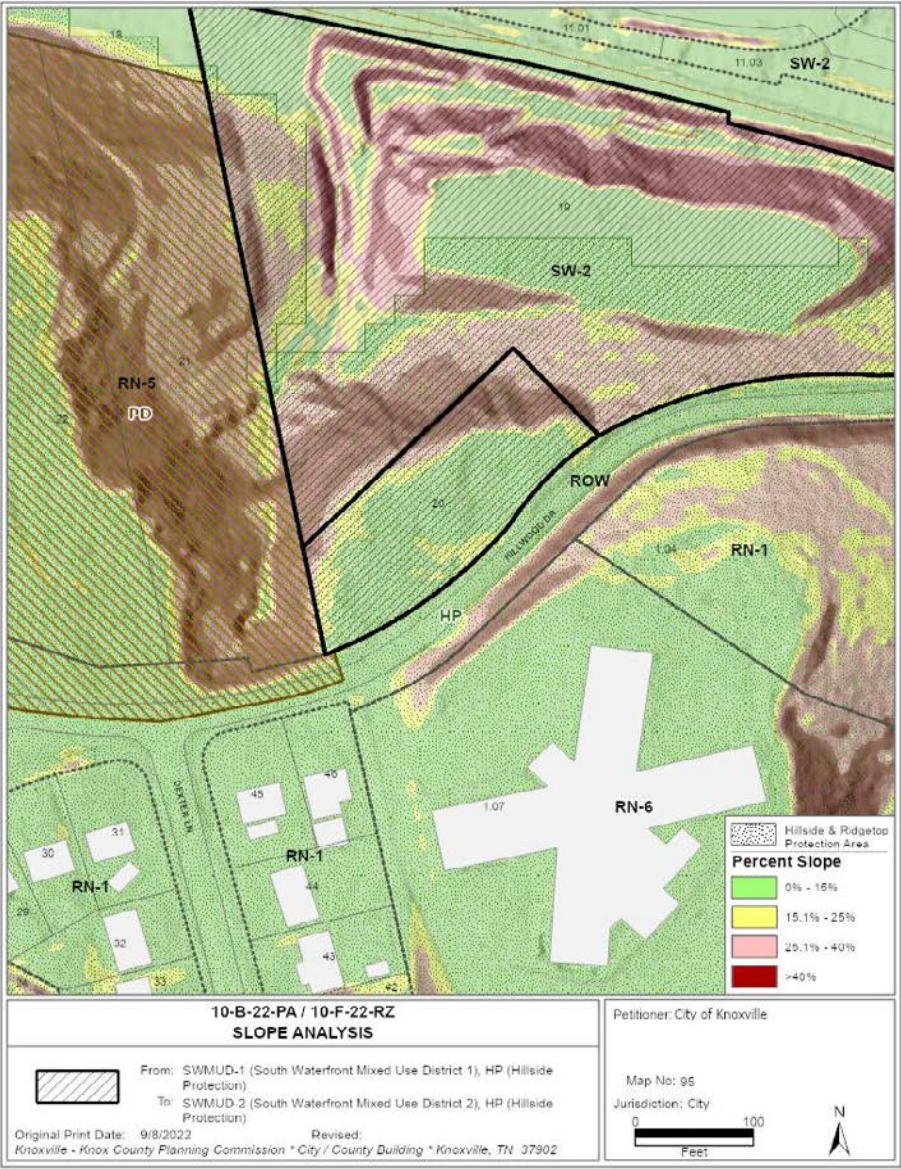 18
11.01
11.03
SW-2
19
SW-2
RN-5
21
PD
22
20
ROW
HILLWOOD DR
1.04
RN-1
HP
DEXTER LN
45
46
1.07
RN-6
31
30
RN-1
RN-1
44
29
32
43
33
42
Hillside & Ridgetop
Protection Area
Percent Slope
0% - 15%
15.1% - 25%
25.1% - 40%
>40%
10-B-22-PA / 10-F-22-RZ
SLOPE ANALYSIS
From: SWMUD-1 (South Waterfront Mixed Use District 1), HP (Hillside
Protection)
To: SWMUD-2 (South Waterfront Mixed Use District 2), HP (Hillside
Protection)
Original Print Date: 9/8/2022 Revised:
Knoxville - Knox County Planning Commission * City / County Building * Knoxville, TN 37902
Petitioner: City of Knoxville
Map No: 95
Jurisdiction: City
0 100
Feet
N